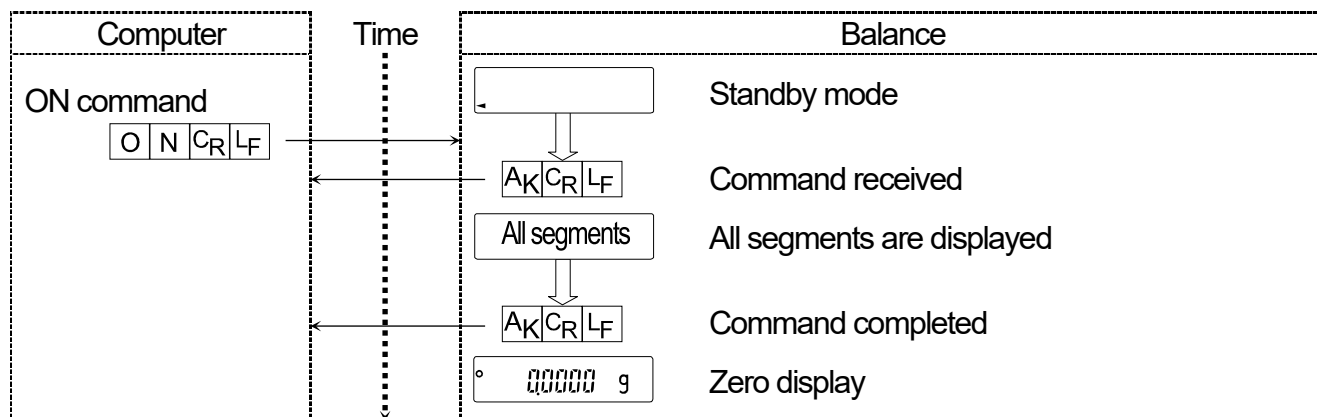 Computer Time Balance
Standby mode
ON command
O N CR LF
AK CR LF Command received
All segments All segments are displayed
AK CR LF Command completed
0.0000 g Zero display